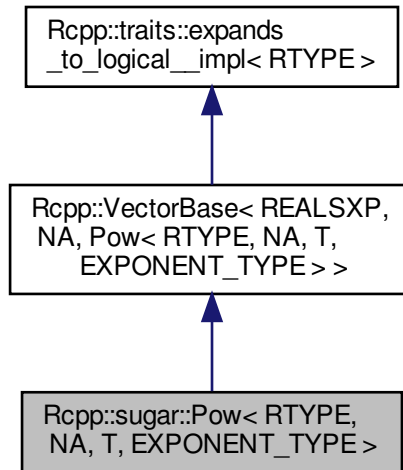 Rcpp::traits::expands
_to_logical__impl< RTYPE >
Rcpp::VectorBase< REALSXP,
NA, Pow< RTYPE, NA, T,
EXPONENT_TYPE > >
Rcpp::sugar::Pow< RTYPE,
NA, T, EXPONENT_TYPE >